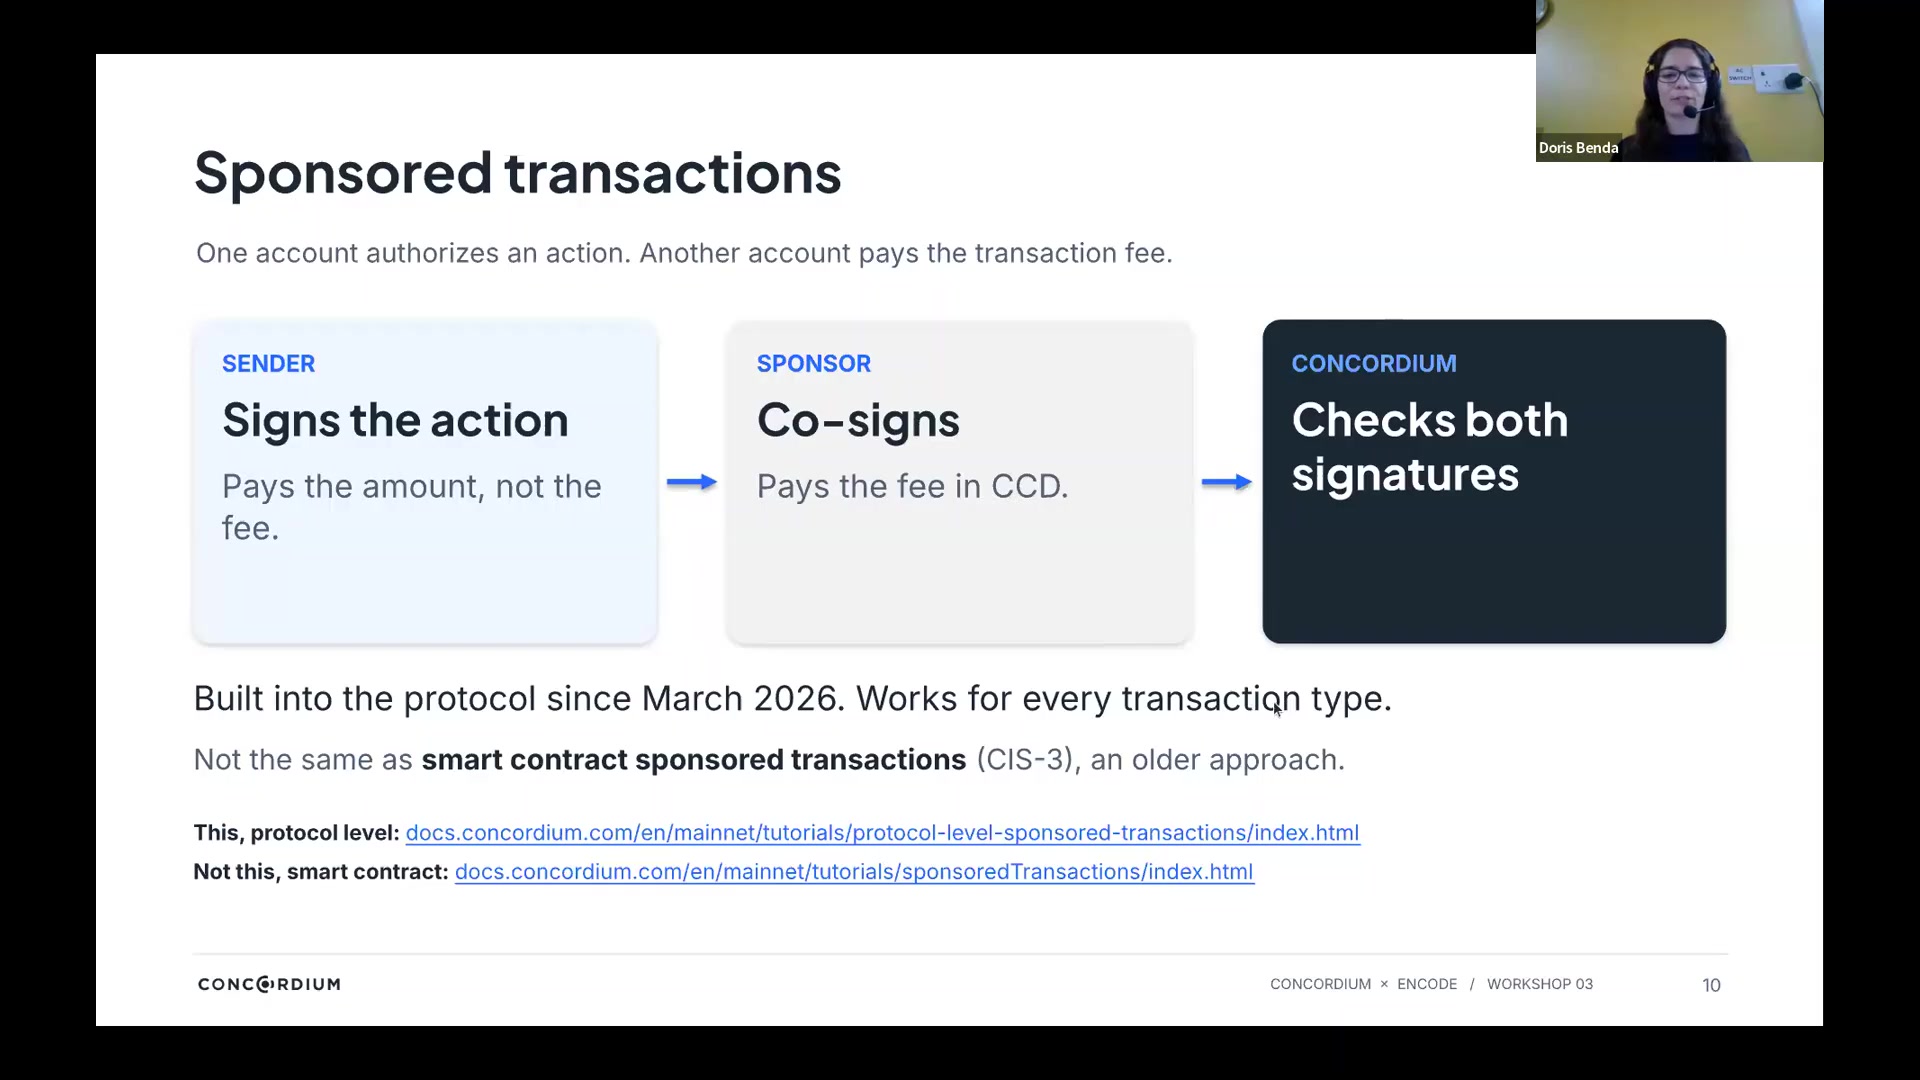 AC
SWITCH
Doris Benda
Sponsored transactions
One account authorizes an action. Another account pays the transaction fee.
SENDER
Signs the action
Pays the amount, not the
fee.
SPONSOR
Co-signs
Pays the fee in CCD.
CONCORDIUM
Checks both
signatures
Built into the protocol since March 2026. Works for every transaction type.
Not the same as smart contract sponsored transactions (CIS-3), an older approach.
This, protocol level: docs.concordium.com/en/mainnet/tutorials/protocol-level-sponsored-transactions/index.html
Not this, smart contract: docs.concordium.com/en/mainnet/tutorials/sponsoredTransactions/index.html
CONCORDIUM
CONCORDIUM × ENCODE / WORKSHOP 03
10